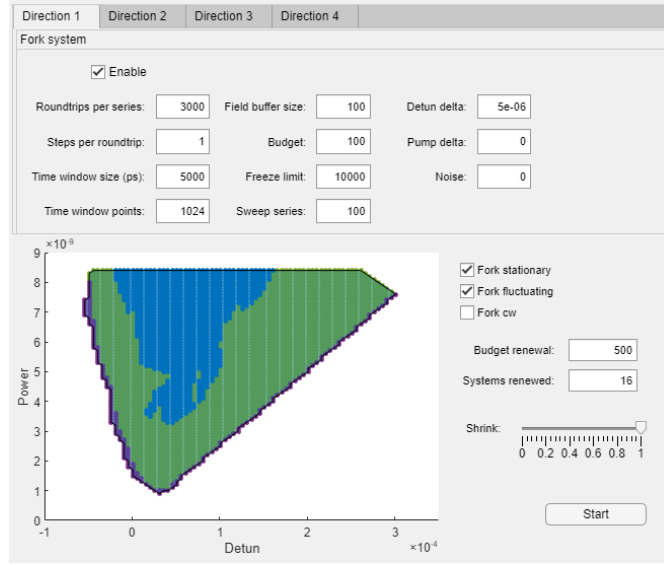 Direction 1 Direction 2 Direction 3 Direction 4
Fork system
Enable
Roundtrips per series: 3000 Field buffer size: 100 Detun delta: 5e-06
Steps per roundtrip: 1 Budget: 100 Pump delta: 0
Time window size (ps): 5000 Freeze limit: 10000 Noise: 0
Time window points: 1024 Sweep series: 100
×10⁻⁹
9
8
7
6
5
4
3
2
1
0
Power
-1 0 1 2 3
Detun
×10⁻⁴
Fork stationary
Fork fluctuating
Fork cw
Budget renewal: 500
Systems renewed: 16
Shrink:
0 0.2 0.4 0.6 0.8 1
Start